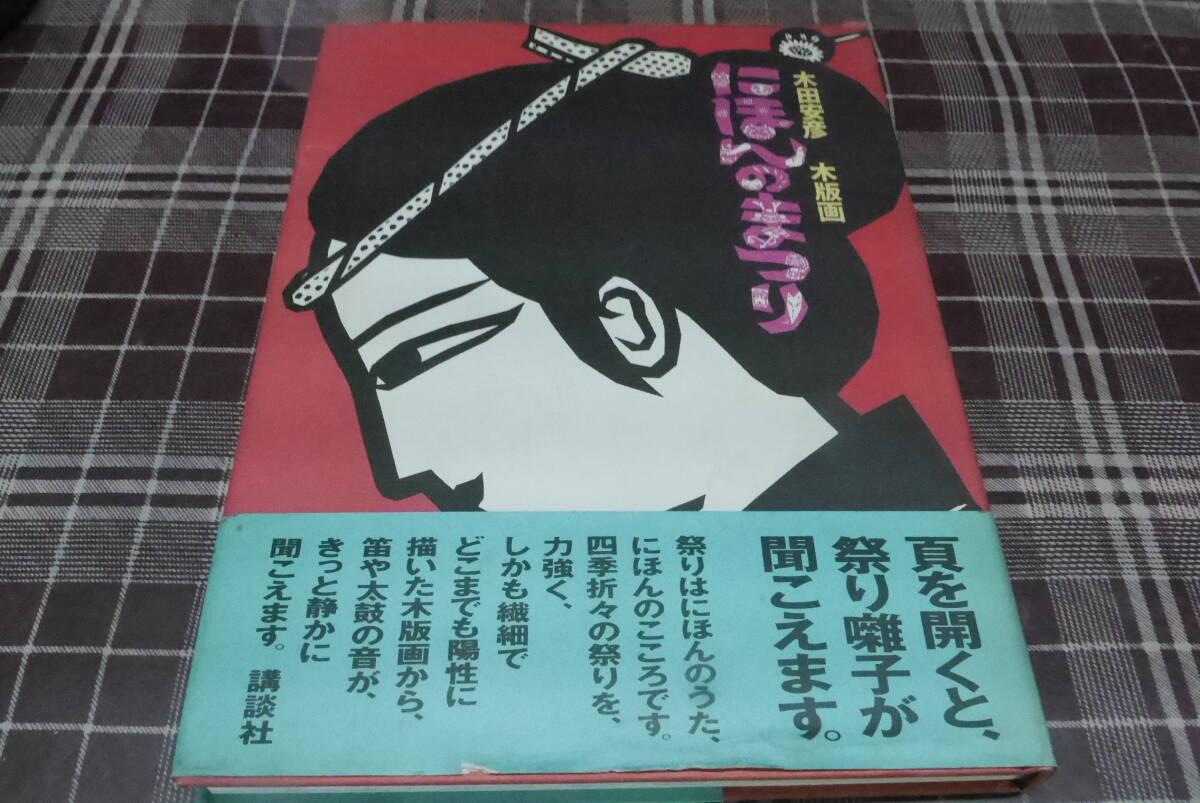 木田安彦 木版画
にほんのまつり
頁を開くと、
祭り囃子が
聞こえます。
祭りはにほんのうた、
にほんのこころです。
四季折々の祭りを、
力強く、
しかも繊細で
どこまでも陽性に
描いた木版画から、
笛や太鼓の音が、
きっと静かに
聞こえます。 講談社